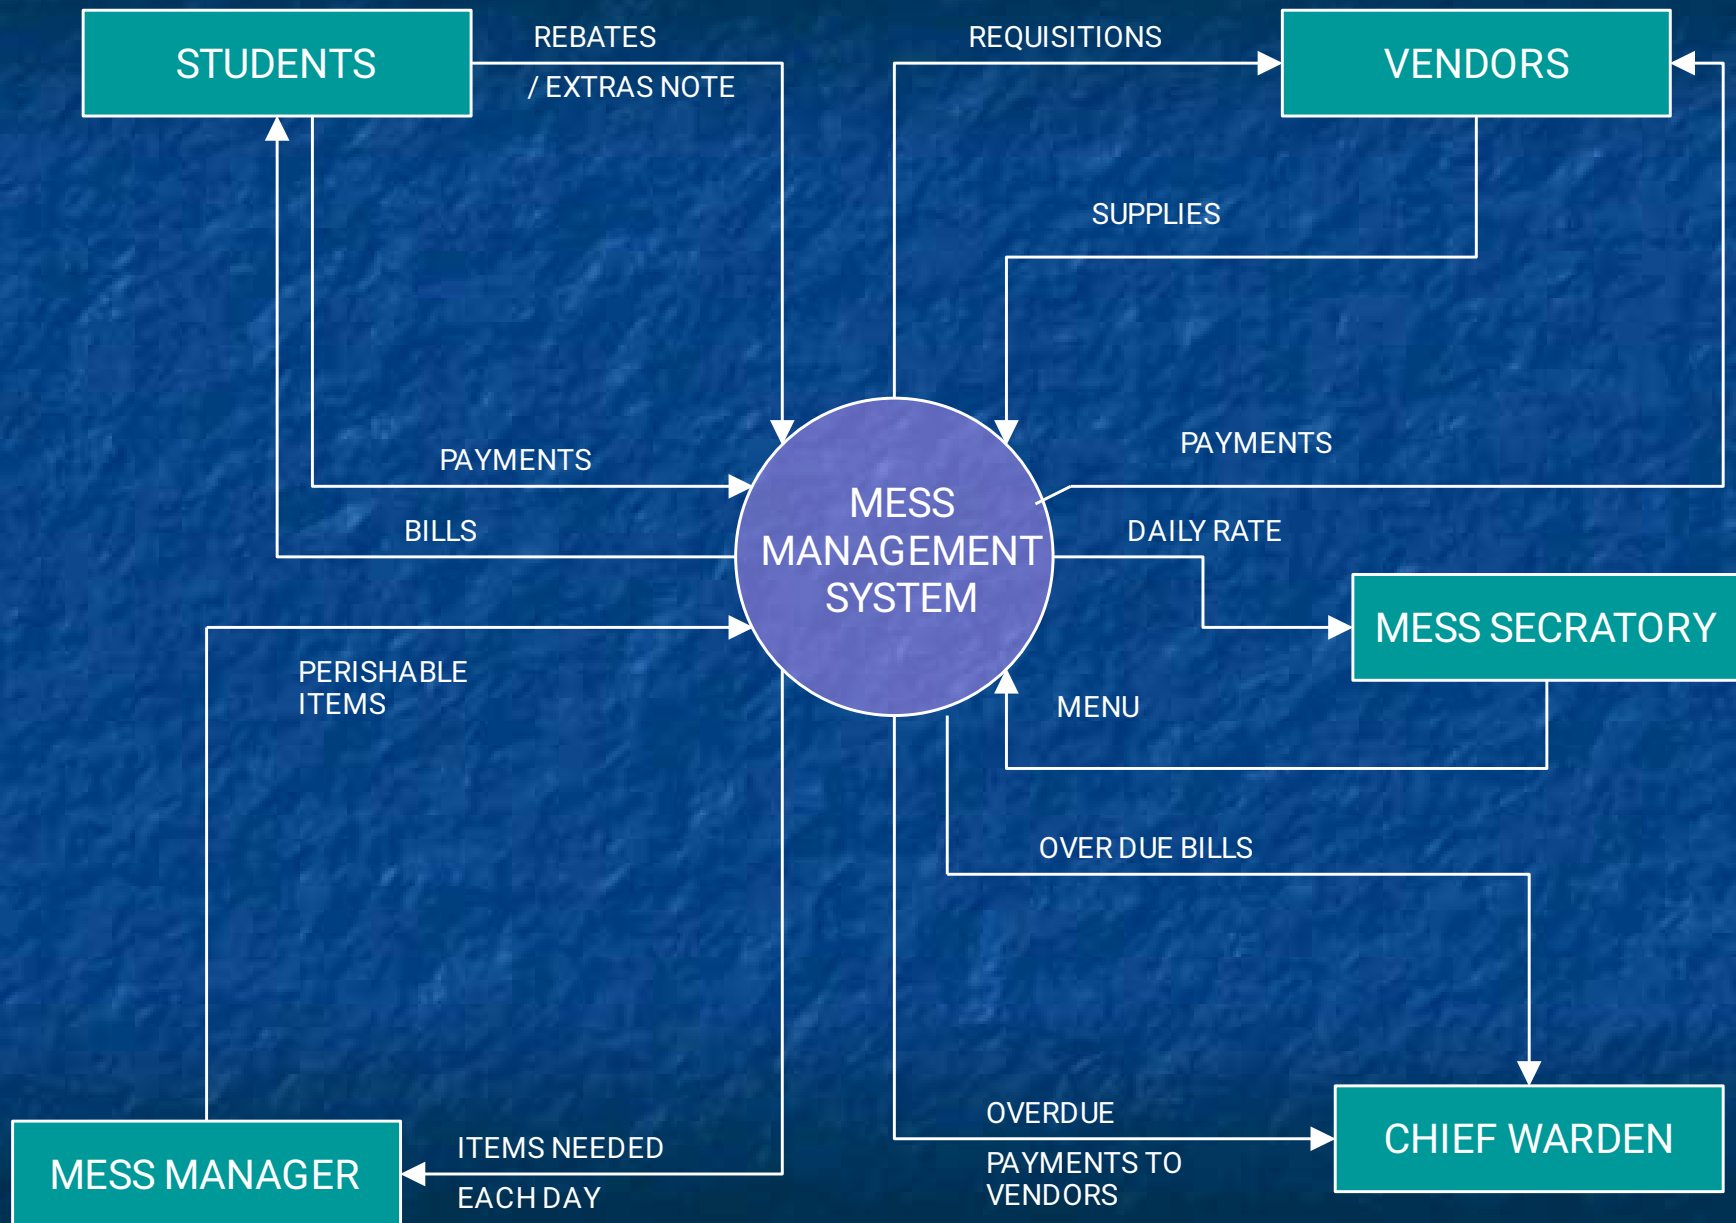 STUDENTS
REBATES
/ EXTRAS NOTE
REQUISITIONS
VENDORS
SUPPLIES
PAYMENTS
PAYMENTS
BILLS
MESS
MANAGEMENT
SYSTEM
DAILY RATE
MESS SECRATORY
PERISHABLE
ITEMS
MENU
OVER DUE BILLS
MESS MANAGER
ITEMS NEEDED
EACH DAY
OVERDUE
PAYMENTS TO
VENDORS
CHIEF WARDEN